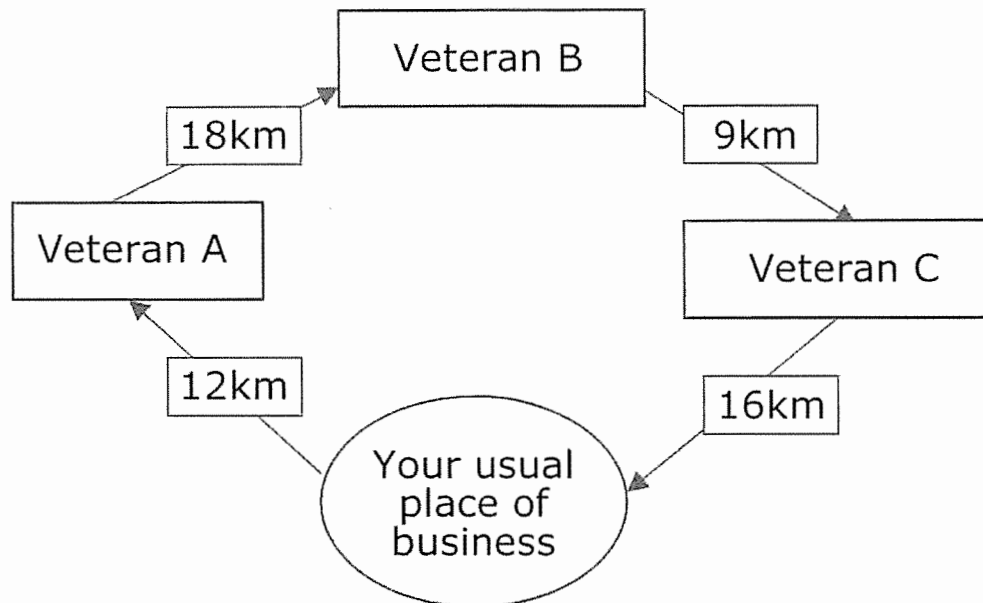 Veteran B
18km
9km
Veteran A
Veteran C
12km
16km
Your usual
place of
business